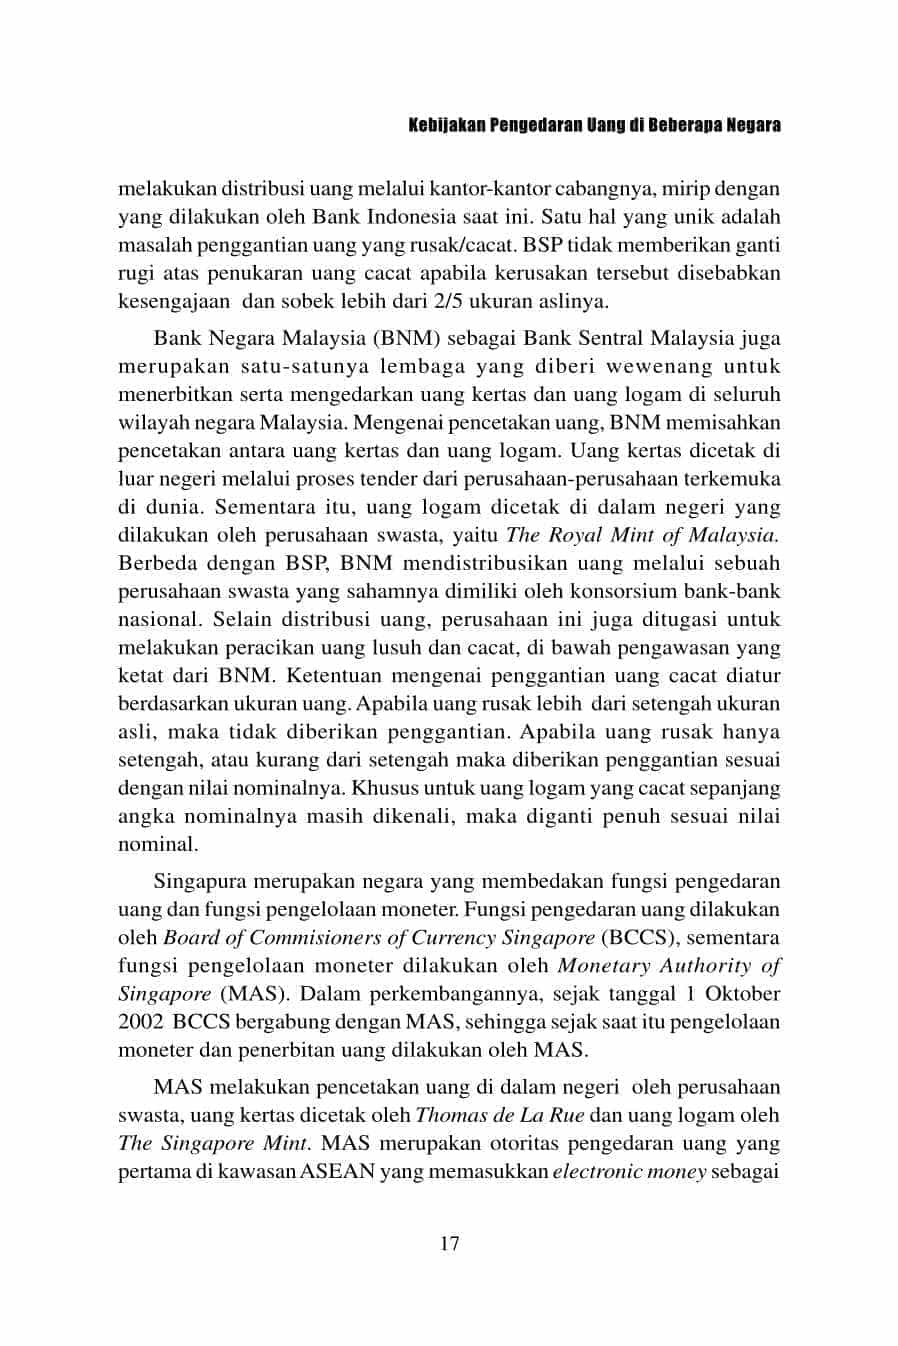 Kebijakan Pengedaran Uang di Beberapa Negara
melakukan distribusi uang melalui kantor-kantor cabangnya, mirip dengan
yang dilakukan oleh Bank Indonesia saat ini. Satu hal yang unik adalah
masalah penggantian uang yang rusak/cacat. BSP tidak memberikan ganti
rugi atas penukaran uang cacat apabila kerusakan tersebut disebabkan
kesengajaan  dan sobek lebih dari 2/5 ukuran aslinya.
Bank Negara Malaysia (BNM) sebagai Bank Sentral Malaysia juga
merupakan satu-satunya lembaga yang diberi wewenang untuk
menerbitkan serta mengedarkan uang kertas dan uang logam di seluruh
wilayah negara Malaysia. Mengenai pencetakan uang, BNM memisahkan
pencetakan antara uang kertas dan uang logam. Uang kertas dicetak di
luar negeri melalui proses tender dari perusahaan-perusahaan terkemuka
di dunia. Sementara itu, uang logam dicetak di dalam negeri yang
dilakukan oleh perusahaan swasta, yaitu The Royal Mint of Malaysia.
Berbeda dengan BSP, BNM mendistribusikan uang melalui sebuah
perusahaan swasta yang sahamnya dimiliki oleh konsorsium bank-bank
nasional. Selain distribusi uang, perusahaan ini juga ditugasi untuk
melakukan peracikan uang lusuh dan cacat, di bawah pengawasan yang
ketat dari BNM. Ketentuan mengenai penggantian uang cacat diatur
berdasarkan ukuran uang. Apabila uang rusak lebih  dari setengah ukuran
asli, maka tidak diberikan penggantian. Apabila uang rusak hanya
setengah, atau kurang dari setengah maka diberikan penggantian sesuai
dengan nilai nominalnya. Khusus untuk uang logam yang cacat sepanjang
angka nominalnya masih dikenali, maka diganti penuh sesuai nilai
nominal.
Singapura merupakan negara yang membedakan fungsi pengedaran
uang dan fungsi pengelolaan moneter. Fungsi pengedaran uang dilakukan
oleh Board of Commisioners of Currency Singapore (BCCS), sementara
fungsi pengelolaan moneter dilakukan oleh Monetary Authority of
Singapore (MAS). Dalam perkembangannya, sejak tanggal 1 Oktober
2002  BCCS bergabung dengan MAS, sehingga sejak saat itu pengelolaan
moneter dan penerbitan uang dilakukan oleh MAS.
MAS melakukan pencetakan uang di dalam negeri  oleh perusahaan
swasta, uang kertas dicetak oleh Thomas de La Rue dan uang logam oleh
The Singapore Mint. MAS merupakan otoritas pengedaran uang yang
pertama di kawasan ASEAN yang memasukkan electronic money sebagai
17